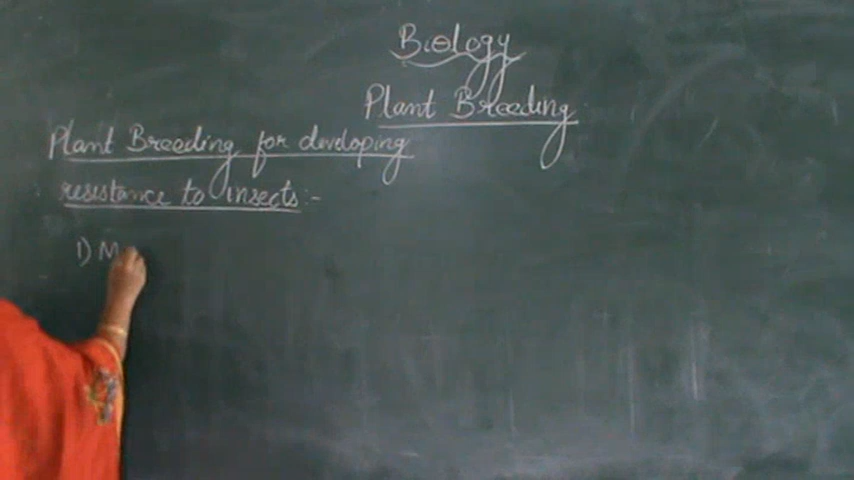 Biology
Plant Breeding
Plant Breeding for developing
resistance to insects :-
1) M